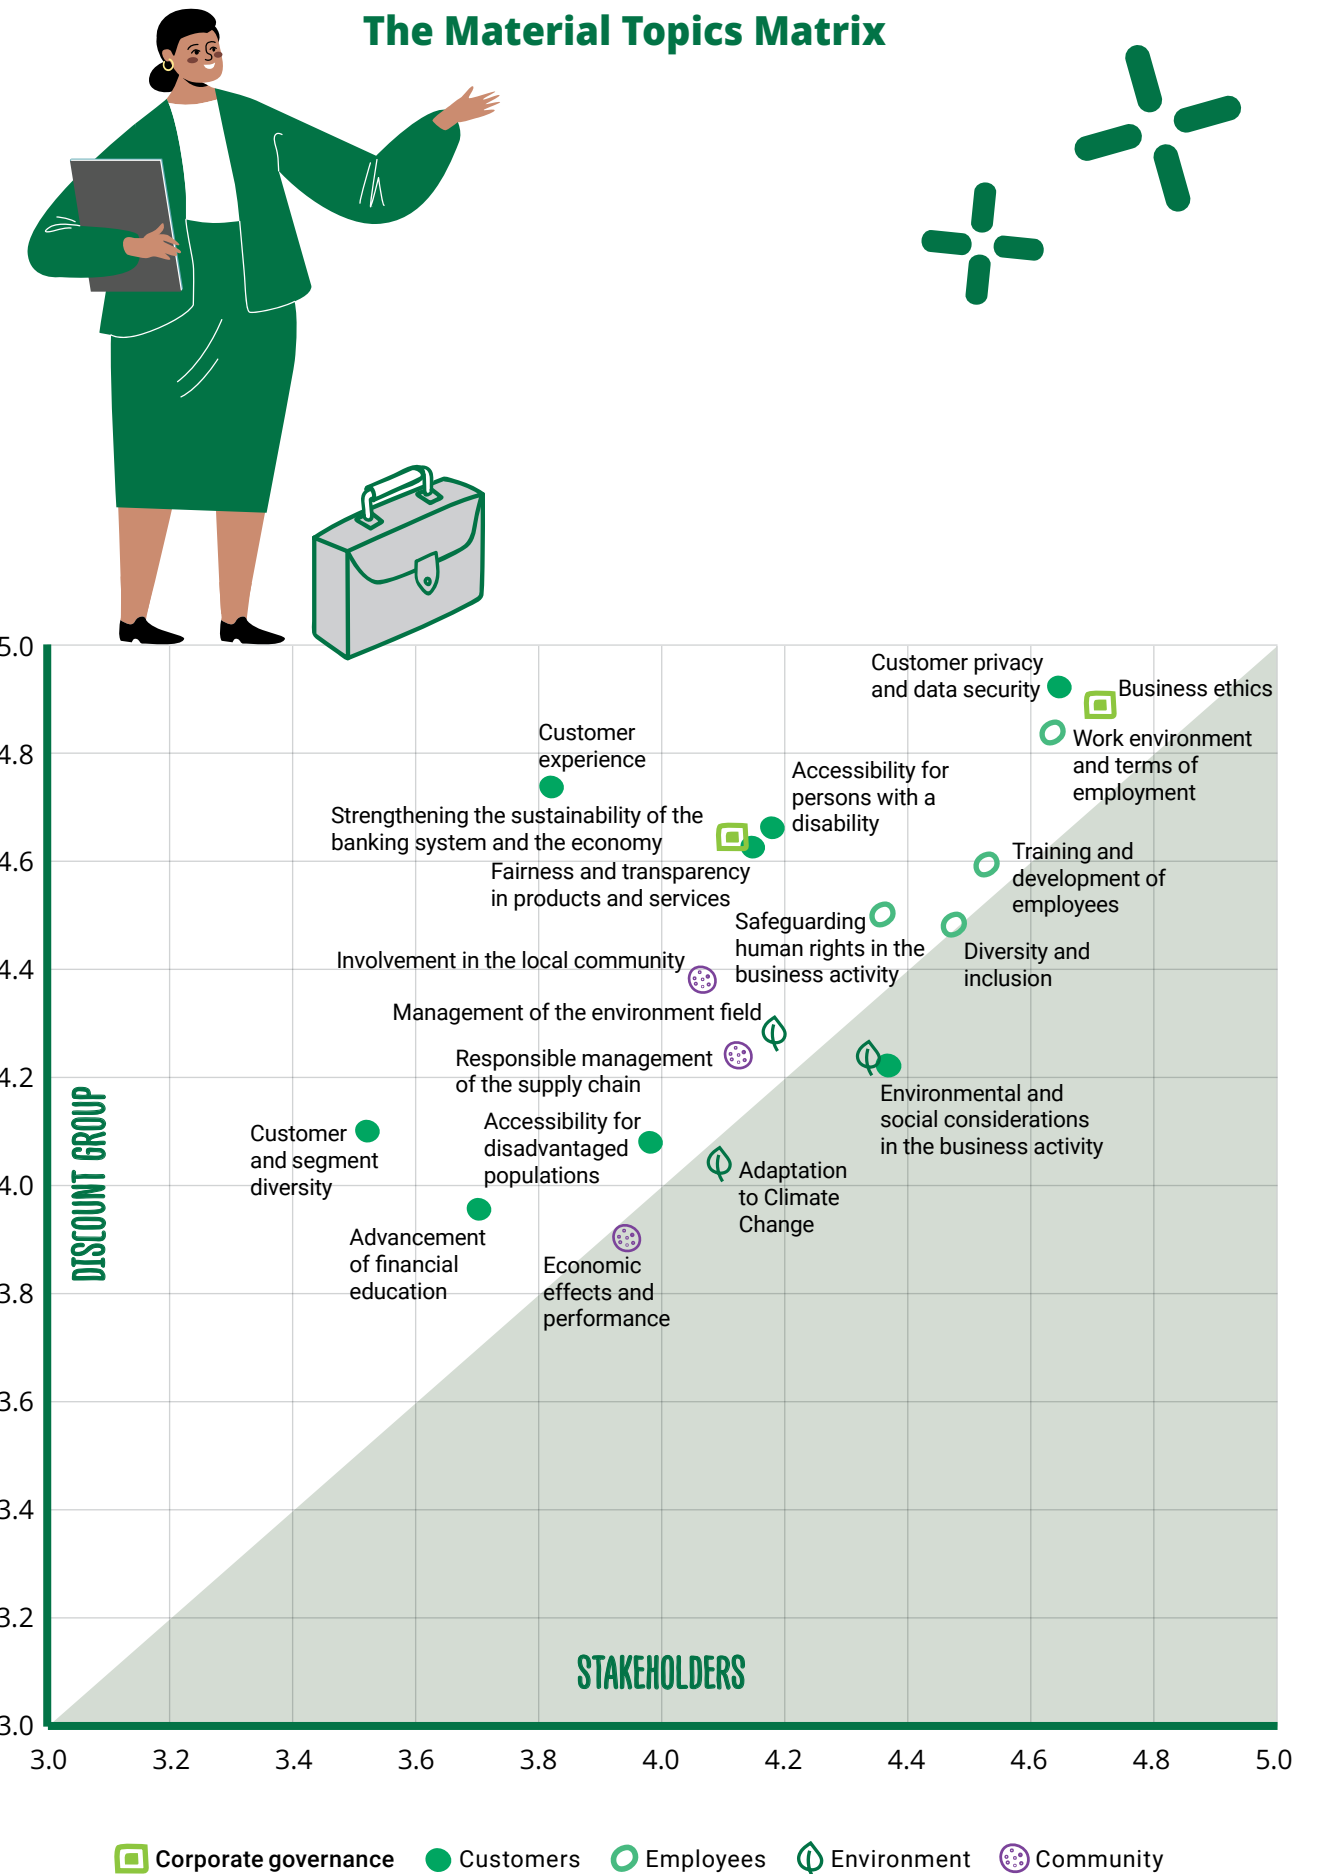 The Material Topics Matrix
5.0
4.8
4.6
4.4
4.2
4.0
3.8
3.6
3.4
3.2
3.0
DISCOUNT GROUP
Customer privacy
and data security
Business ethics
Work environment
and terms of
employment
Customer
experience
Accessibility for
persons with a
disability
Strengthening the sustainability of the
banking system and the economy
Fairness and transparency
in products and services
Training and
development of
employees
Safeguarding
human rights in the
business activity
Diversity and
inclusion
Involvement in the local community
Management of the environment field
Responsible management
of the supply chain
Environmental and
social considerations
in the business activity
Customer
and segment
diversity
Accessibility for
disadvantaged
populations
Adaptation
to Climate
Change
Advancement
of financial
education
Economic
effects and
performance
STAKEHOLDERS
3.0 3.2 3.4 3.6 3.8 4.0 4.2 4.4 4.6 4.8 5.0
Corporate governance Customers Employees Environment Community